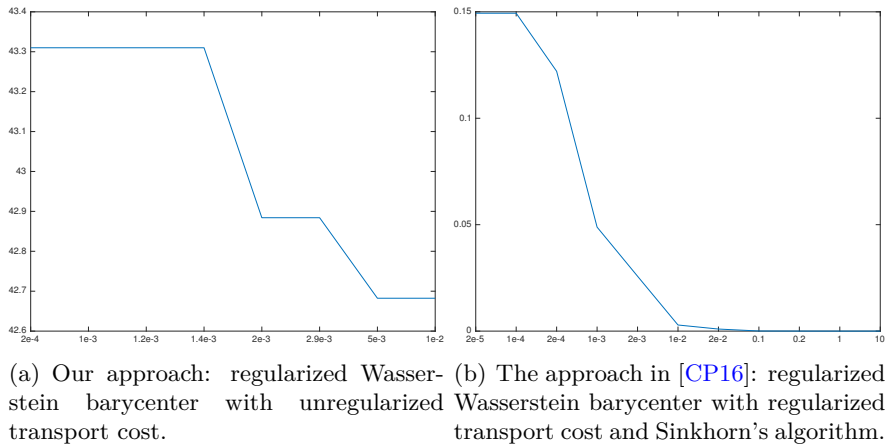 43.4
43.3
43.2
43.1
43
42.9
42.8
42.7
42.6
2e-4 1e-3 1.2e-3 1.4e-3 2e-3 2.9e-3 5e-3 1e-2
0.15
0.1
0.05
0
2e-5 1e-4 2e-4 1e-3 2e-3 1e-2 2e-2 0.1 0.2 1 10
(a) Our approach: regularized Wasser-
stein barycenter with unregularized
transport cost.
(b) The approach in [CP16]: regularized
Wasserstein barycenter with regularized
transport cost and Sinkhorn's algorithm.